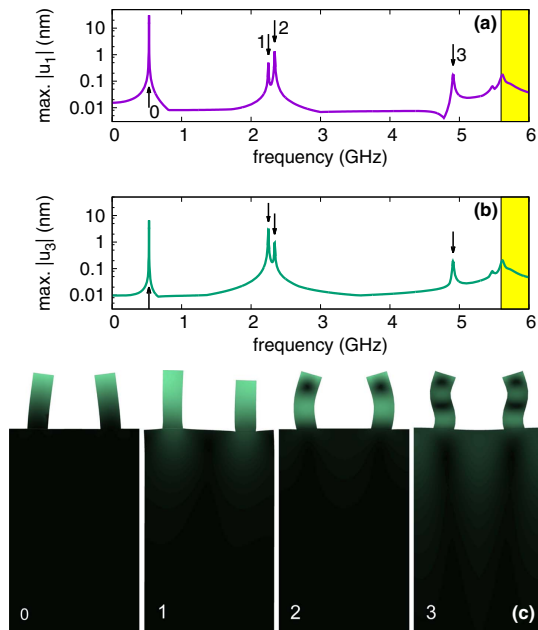 max. |u₁| (nm)
10
1
0.1
0.01
(a)
1 2
3
0
0 1 2 3 4 5 6
frequency (GHz)
max. |u₃| (nm)
10
1
0.1
0.01
(b)
0 1 2 3 4 5 6
frequency (GHz)
0 1 2 3 (c)